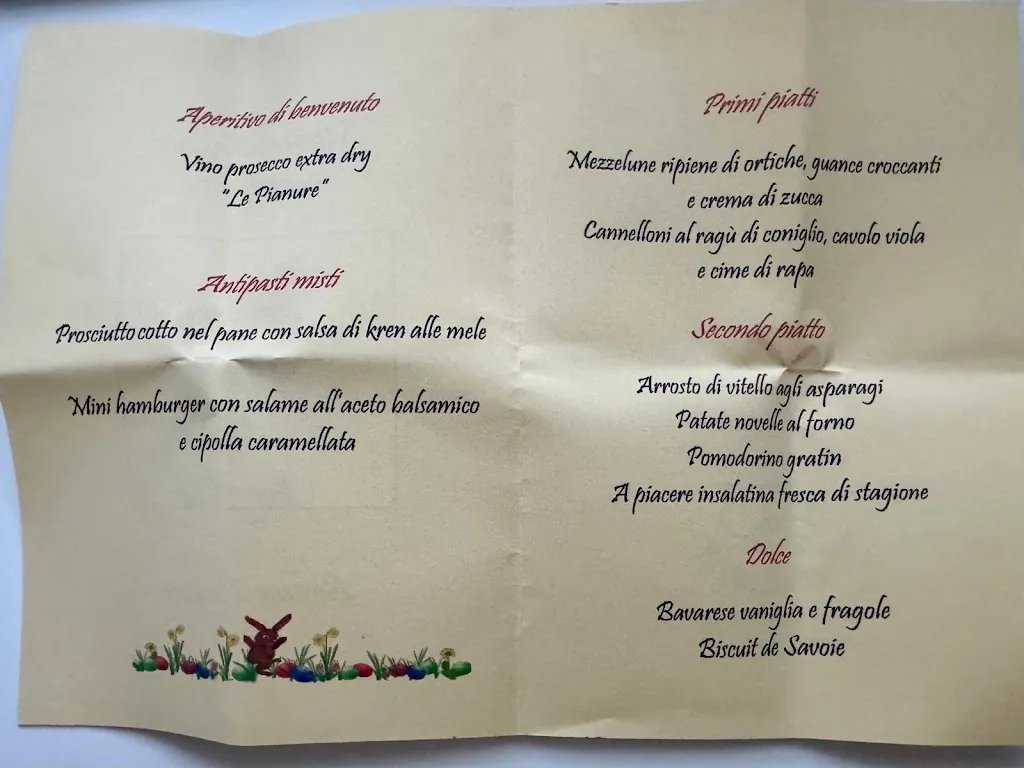 Aperitivo di benvenuto
Vino prosecco extra dry
"Le Pianure"
Antipasti misti
Prosciutto cotto nel pane con salsa di kren alle mele
Mini hamburger con salame all'aceto balsamico
e cipolla caramellata
Primi piatti
Mezzelune ripiene di ortiche, guance croccanti
e crema di zucca
Cannelloni al ragù di coniglio, cavolo viola
e cime di rapa
Secondo piatto
Arrosto di vitello agli asparagi
Patate novelle al forno
Pomodorino gratin
A piacere insalatina fresca di stagione
Dolce
Bavarese vaniglia e fragole
Biscuit de Savoie